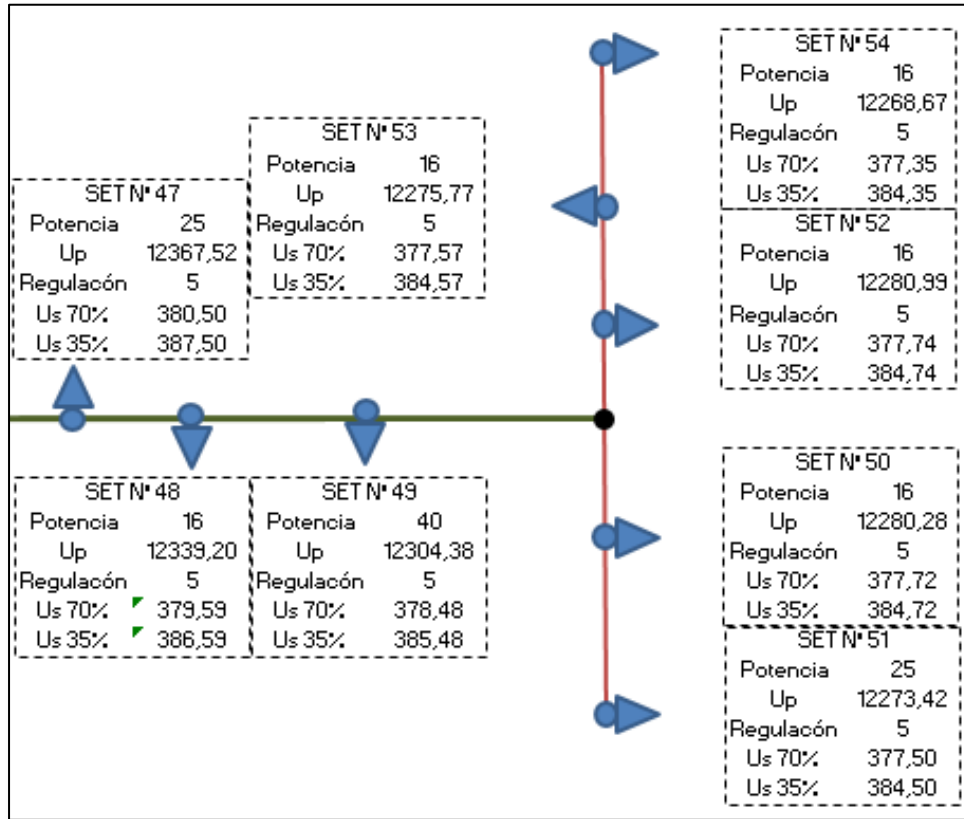 SET N° 54
Potencia 16
Up 12268,67
Regulacón 5
Us 70% 377,35
Us 35% 384,35
SET N° 53
Potencia 16
Up 12275,77
Regulacón 5
Us 70% 377,57
Us 35% 384,57
SET N° 47
Potencia 25
Up 12367,52
Regulacón 5
Us 70% 380,50
Us 35% 387,50
SET N° 52
Potencia 16
Up 12280,99
Regulacón 5
Us 70% 377,74
Us 35% 384,74
SET N° 48
Potencia 16
Up 12339,20
Regulacón 5
Us 70% 379,59
Us 35% 386,59
SET N° 49
Potencia 40
Up 12304,38
Regulacón 5
Us 70% 378,48
Us 35% 385,48
SET N° 50
Potencia 16
Up 12280,28
Regulacón 5
Us 70% 377,72
Us 35% 384,72
SET N° 51
Potencia 25
Up 12273,42
Regulacón 5
Us 70% 377,50
Us 35% 384,50